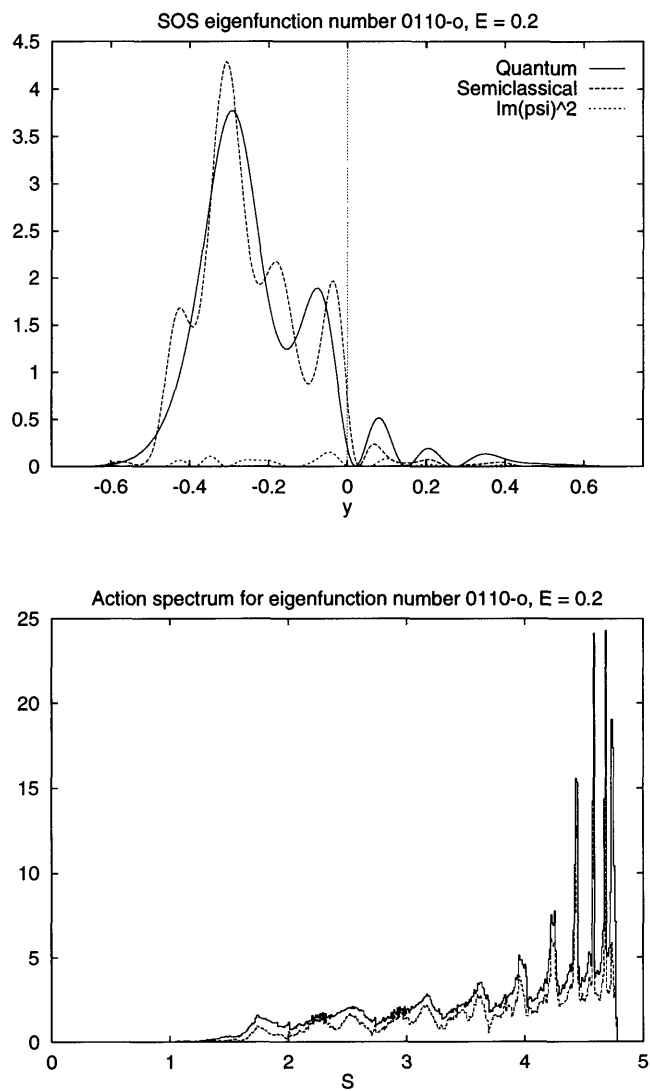 SOS eigenfunction number 0110-o, E = 0.2
4.5
4
3.5
3
2.5
2
1.5
1
0.5
0
Quantum
Semiclassical
Im(psi)^2
-0.6 -0.4 -0.2 0 0.2 0.4 0.6
y
Action spectrum for eigenfunction number 0110-o, E = 0.2
25
20
15
10
5
0
0 1 2 3 4 5
S